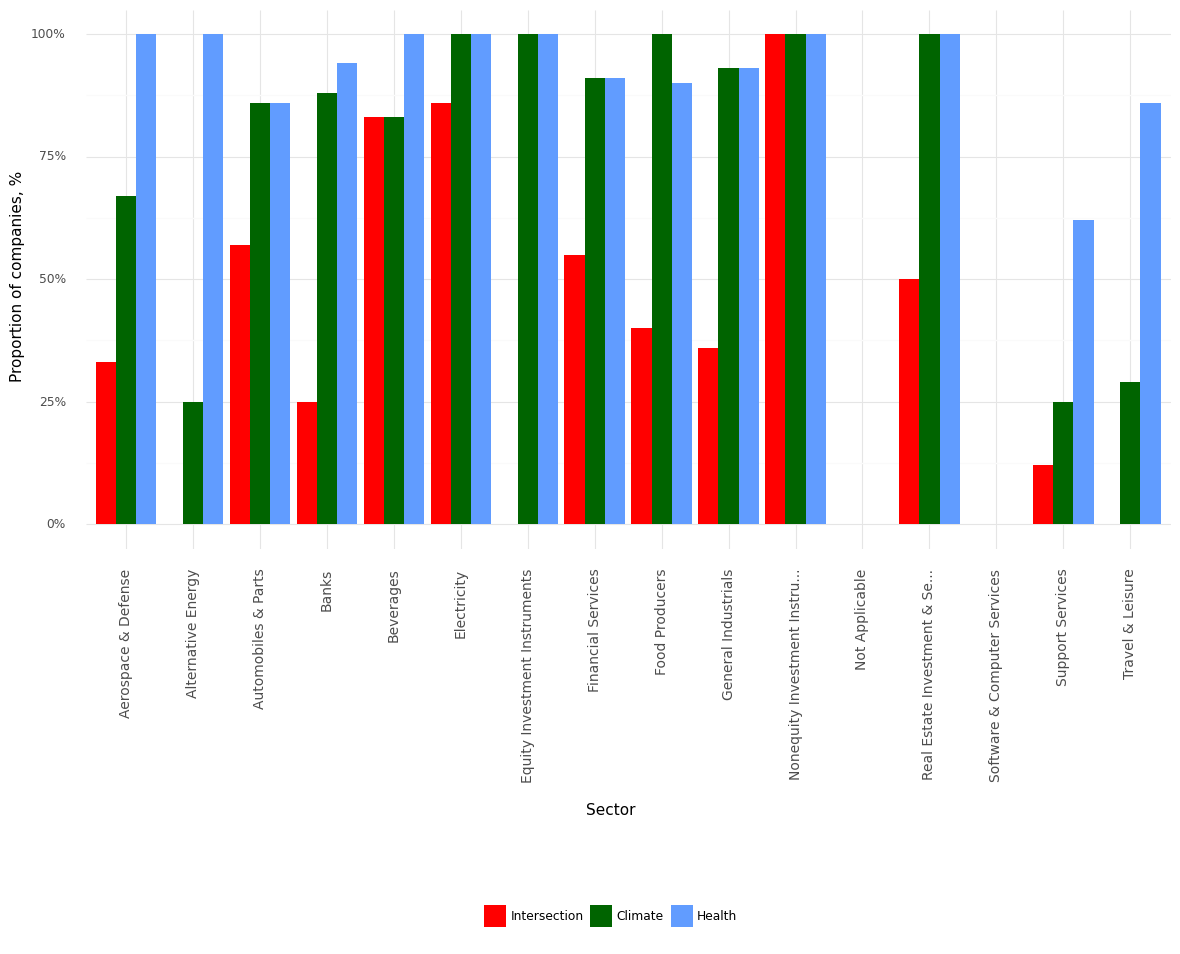 Proportion of companies, %
100%
75%
50%
25%
0%
Aerospace & Defense
Alternative Energy
Automobiles & Parts
Banks
Beverages
Electricity
Equity Investment Instruments
Financial Services
Food Producers
General Industrials
Nonequity Investment Instru...
Not Applicable
Real Estate Investment & Se...
Software & Computer Services
Support Services
Travel & Leisure
Sector
Intersection Climate Health